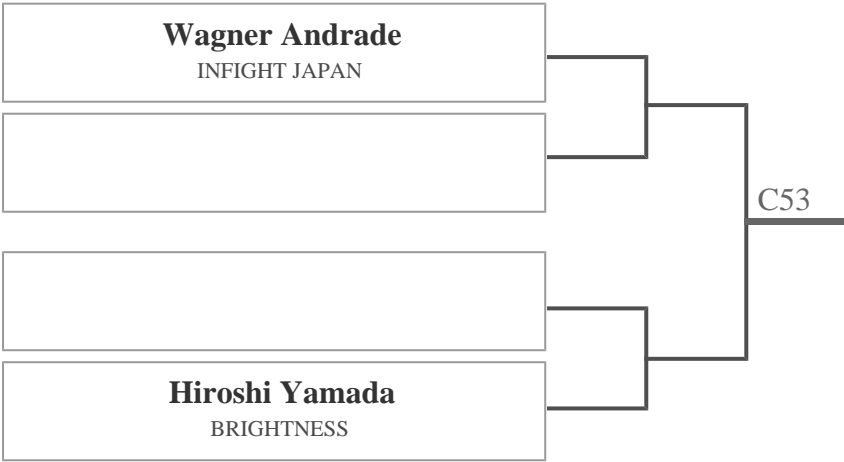 Wagner Andrade
INFIGHT JAPAN
C53
Hiroshi Yamada
BRIGHTNESS